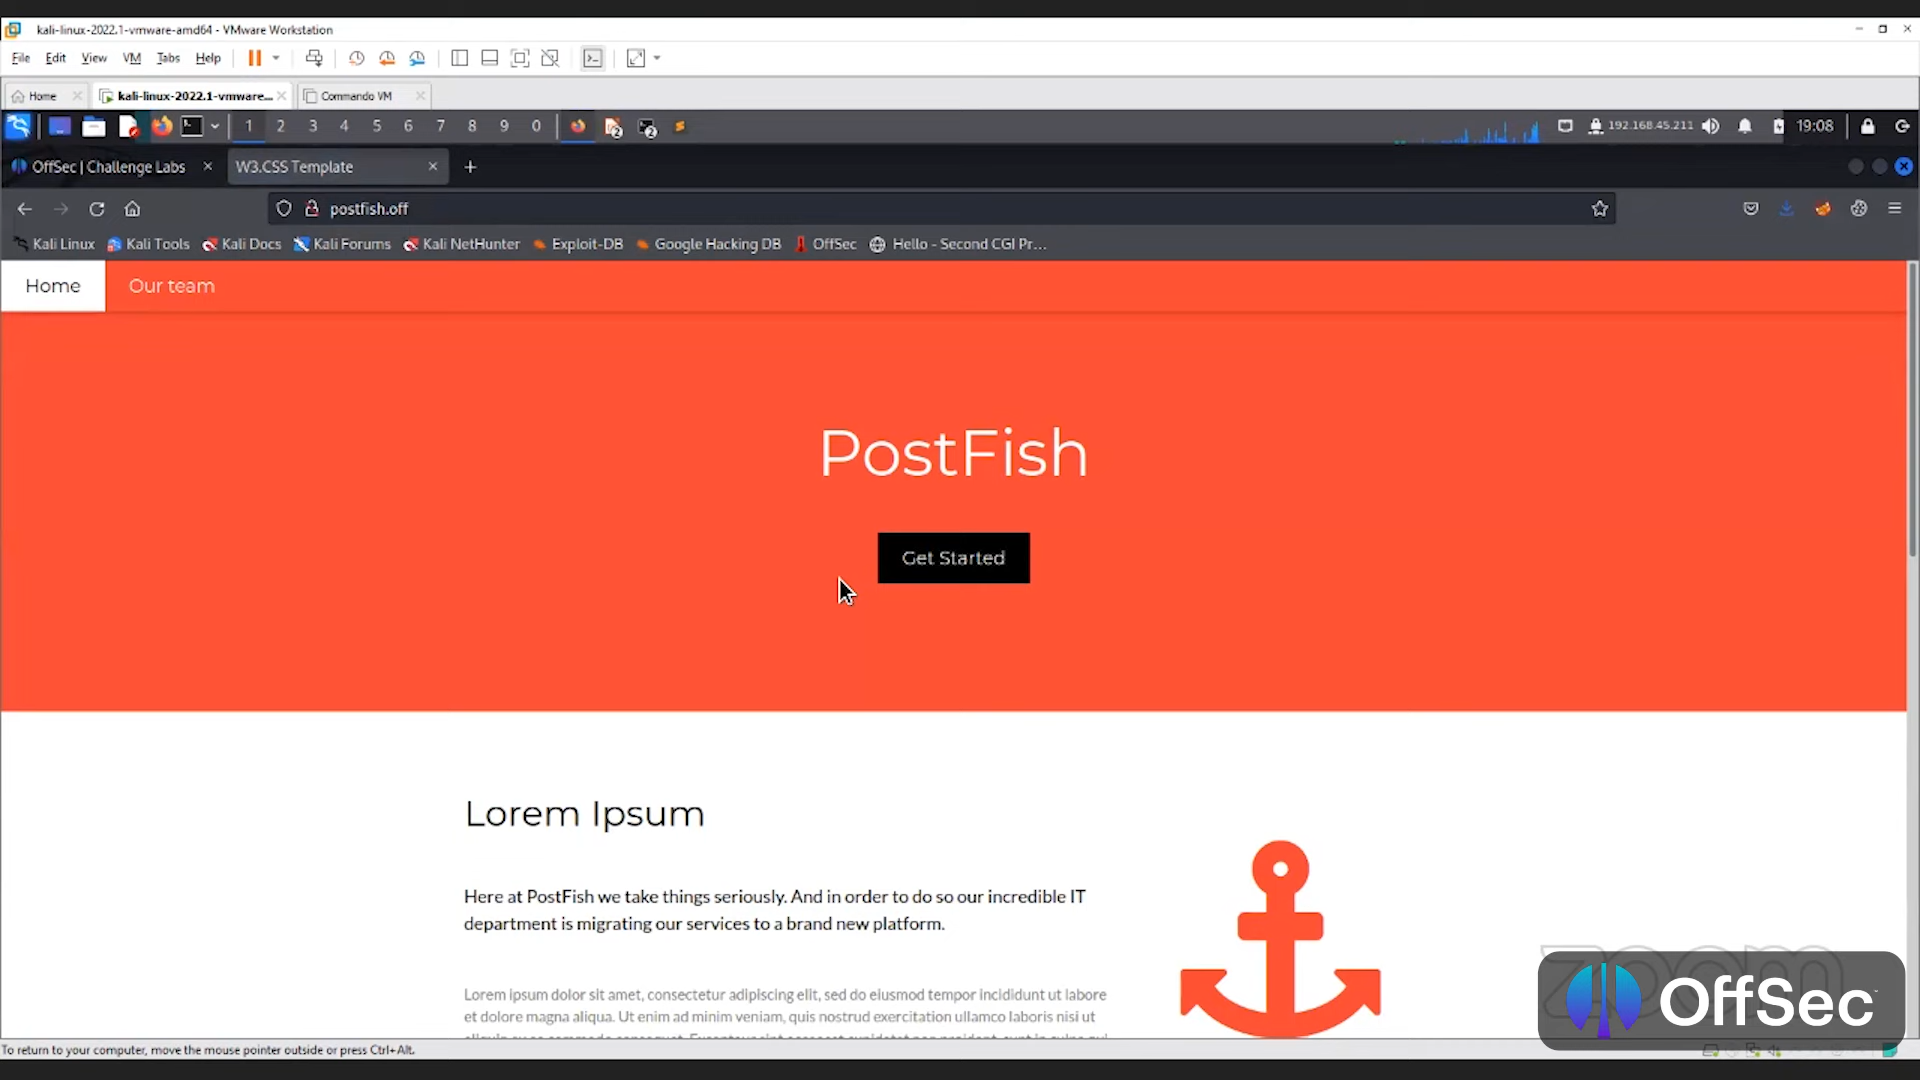 kali-linux-2022.1-vmware-amd64 - VMware Workstation
File Edit View VM Tabs Help
Home kali-linux-2022.1-vmware... Commando VM
1 2 3 4 5 6 7 8 9 0 2 2 192.168.45.211 19:08
OffSec | Challenge Labs W3.CSS Template
postfish.off
Kali Linux Kali Tools Kali Docs Kali Forums Kali NetHunter Exploit-DB Google Hacking DB OffSec Hello - Second CGI Pr...
Home Our team
PostFish
Get Started
Lorem Ipsum
Here at PostFish we take things seriously. And in order to do so our incredible IT
department is migrating our services to a brand new platform.
Lorem ipsum dolor sit amet, consectetur adipiscing elit, sed do eiusmod tempor incididunt ut labore
et dolore magna aliqua. Ut enim ad minim veniam, quis nostrud exercitation ullamco laboris nisi ut
zoom
OffSec
To return to your computer, move the mouse pointer outside or press Ctrl+Alt.